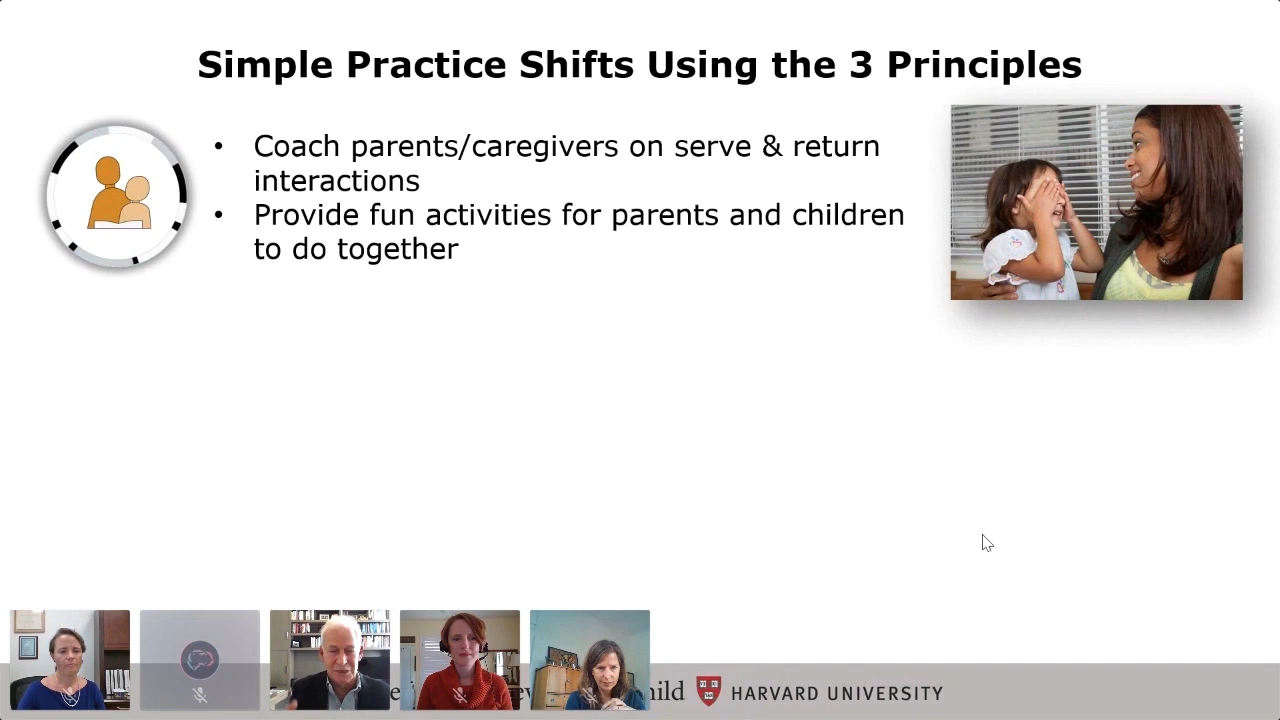 Simple Practice Shifts Using the 3 Principles
• Coach parents/caregivers on serve & return
interactions
• Provide fun activities for parents and children
to do together
HARVARD UNIVERSITY